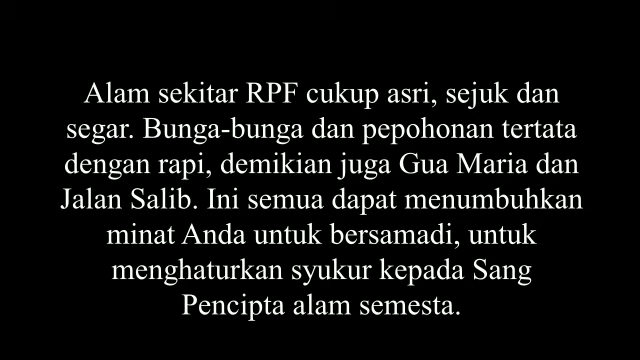 Alam sekitar RPF cukup asri, sejuk dan
segar. Bunga-bunga dan pepohonan tertata
dengan rapi, demikian juga Gua Maria dan
Jalan Salib. Ini semua dapat menumbuhkan
minat Anda untuk bersamadi, untuk
menghaturkan syukur kepada Sang
Pencipta alam semesta.